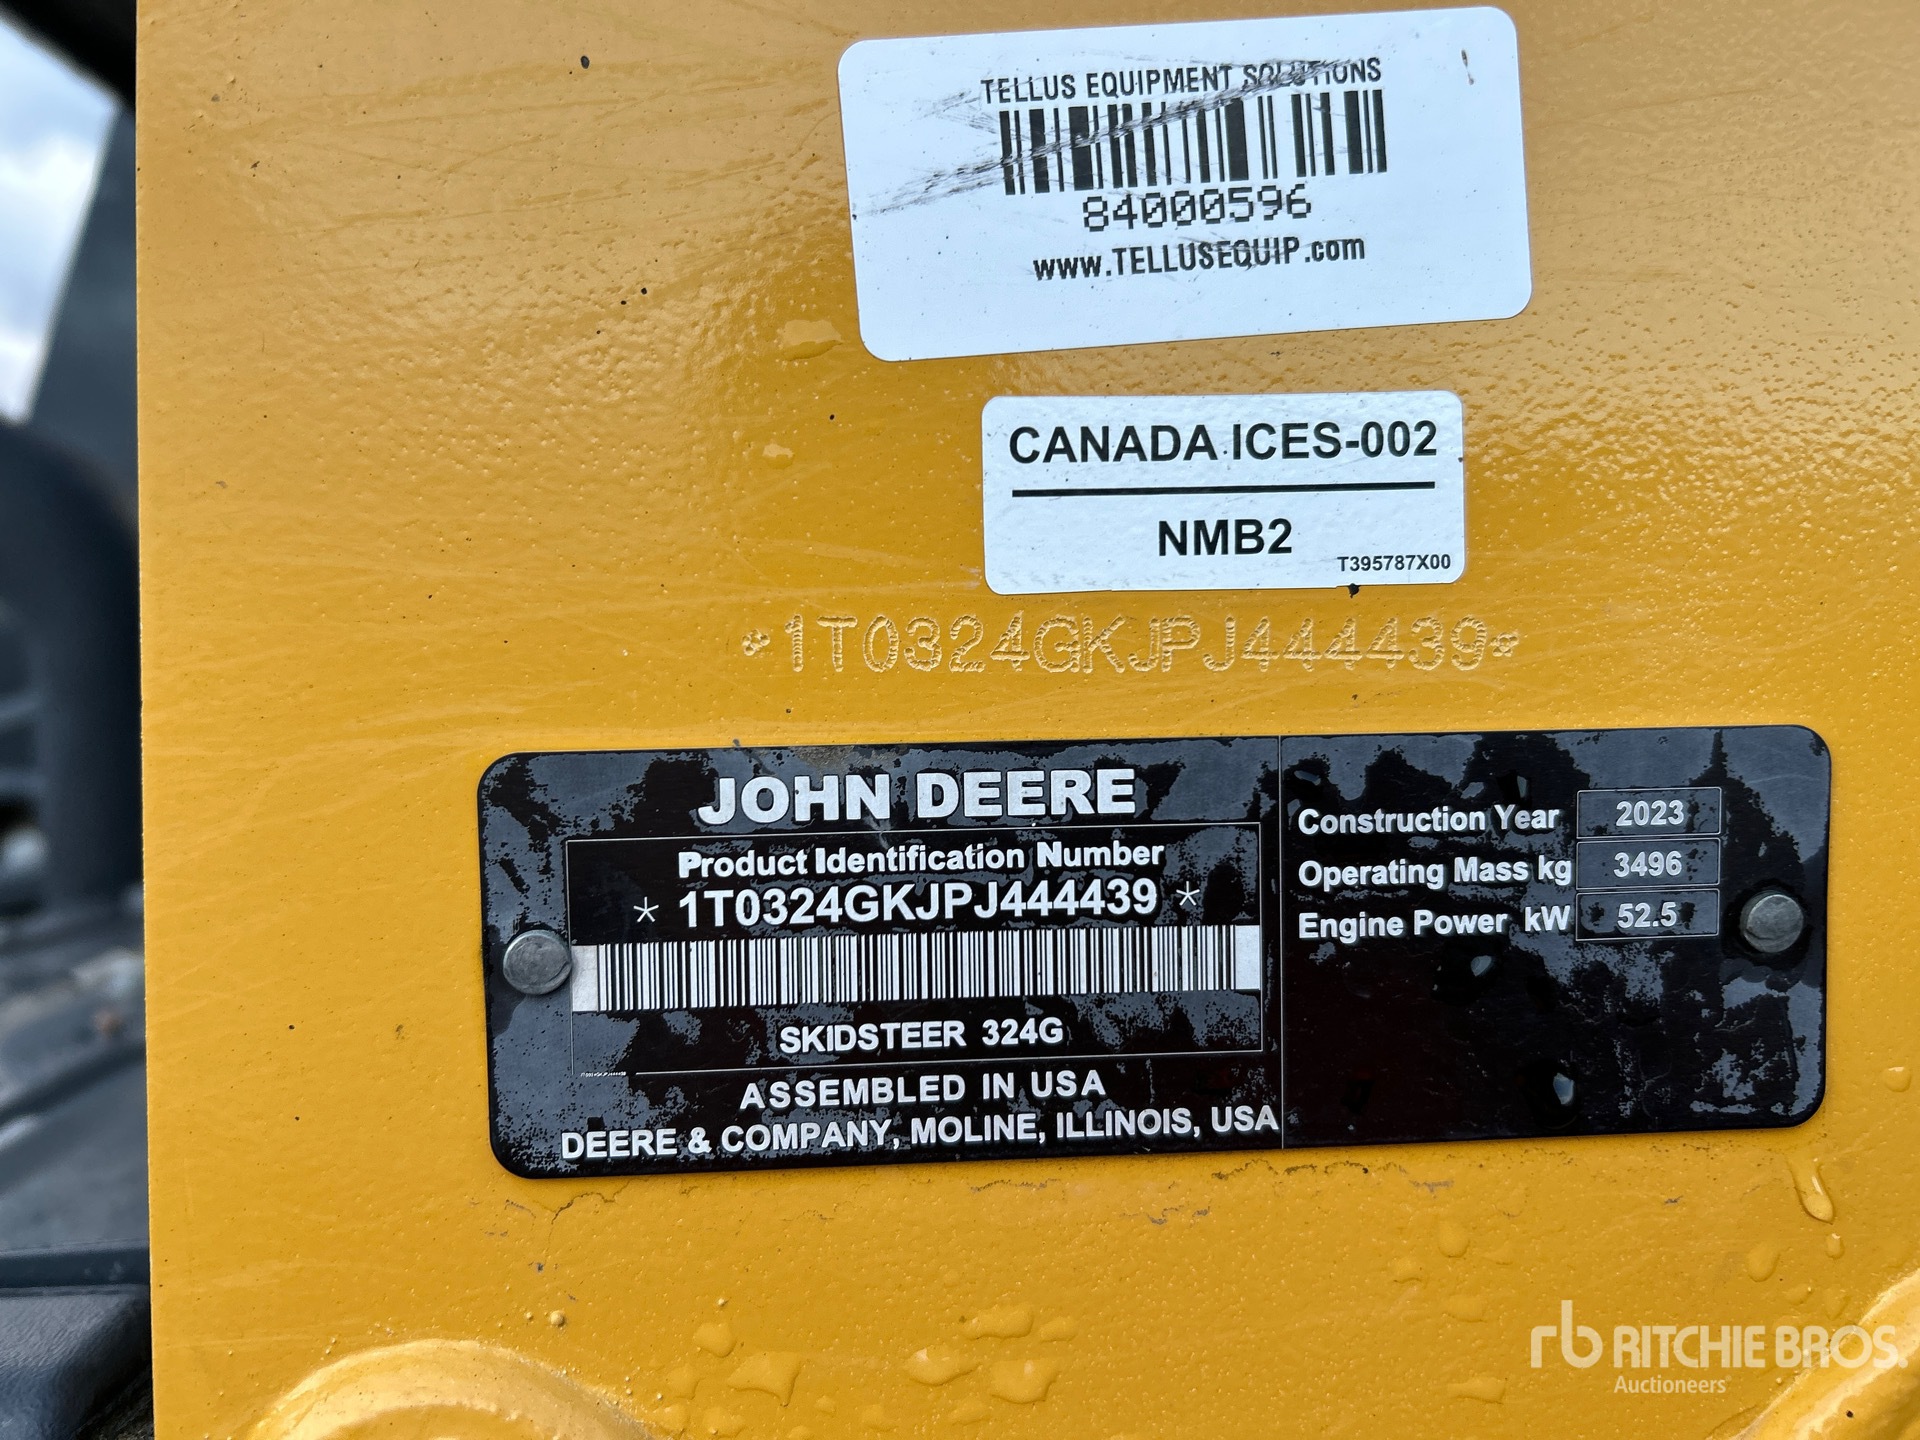 TELLUS EQUIPMENT SOLUTIONS
84000596
www.TELLUSEQUIP.com
CANADA ICES-002
NMB2
T395787X00
*1T0324GKJPJ444439*
JOHN DEERE
Product Identification Number
* 1T0324GKJPJ444439 *
SKIDSTEER 324G
1T0324GKJPJ444439
ASSEMBLED IN USA
DEERE & COMPANY, MOLINE, ILLINOIS, USA
Construction Year 2023
Operating Mass kg 3496
Engine Power kW 52.5
rb RITCHIE BROS.
Auctioneers